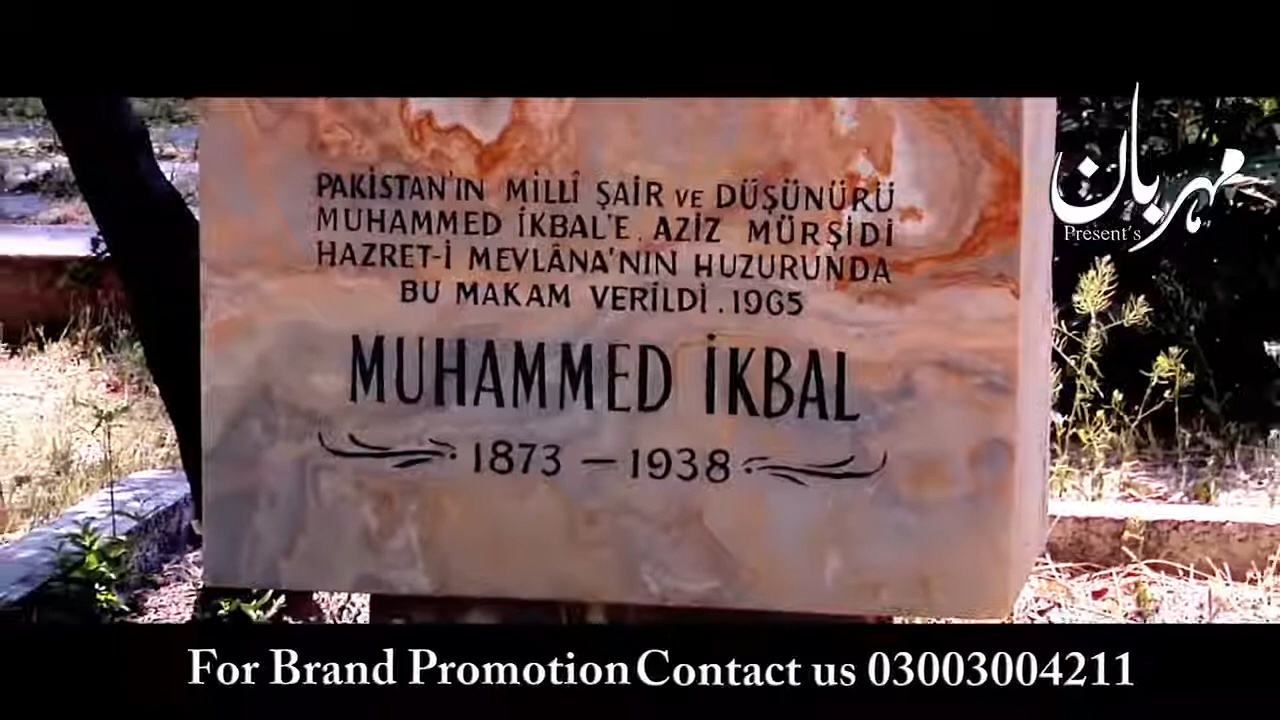 مہربان
Present's
PAKİSTAN'IN MİLLÎ ŞAİR VE DÜŞÜNÜRÜ
MUHAMMED İKBAL'E AZİZ MÜRŞİDİ
HAZRET-İ MEVLÂNA'NIN HUZURUNDA
BU MAKAM VERİLDİ . 1965
MUHAMMED İKBAL
1873 – 1938
For Brand Promotion Contact us 03003004211